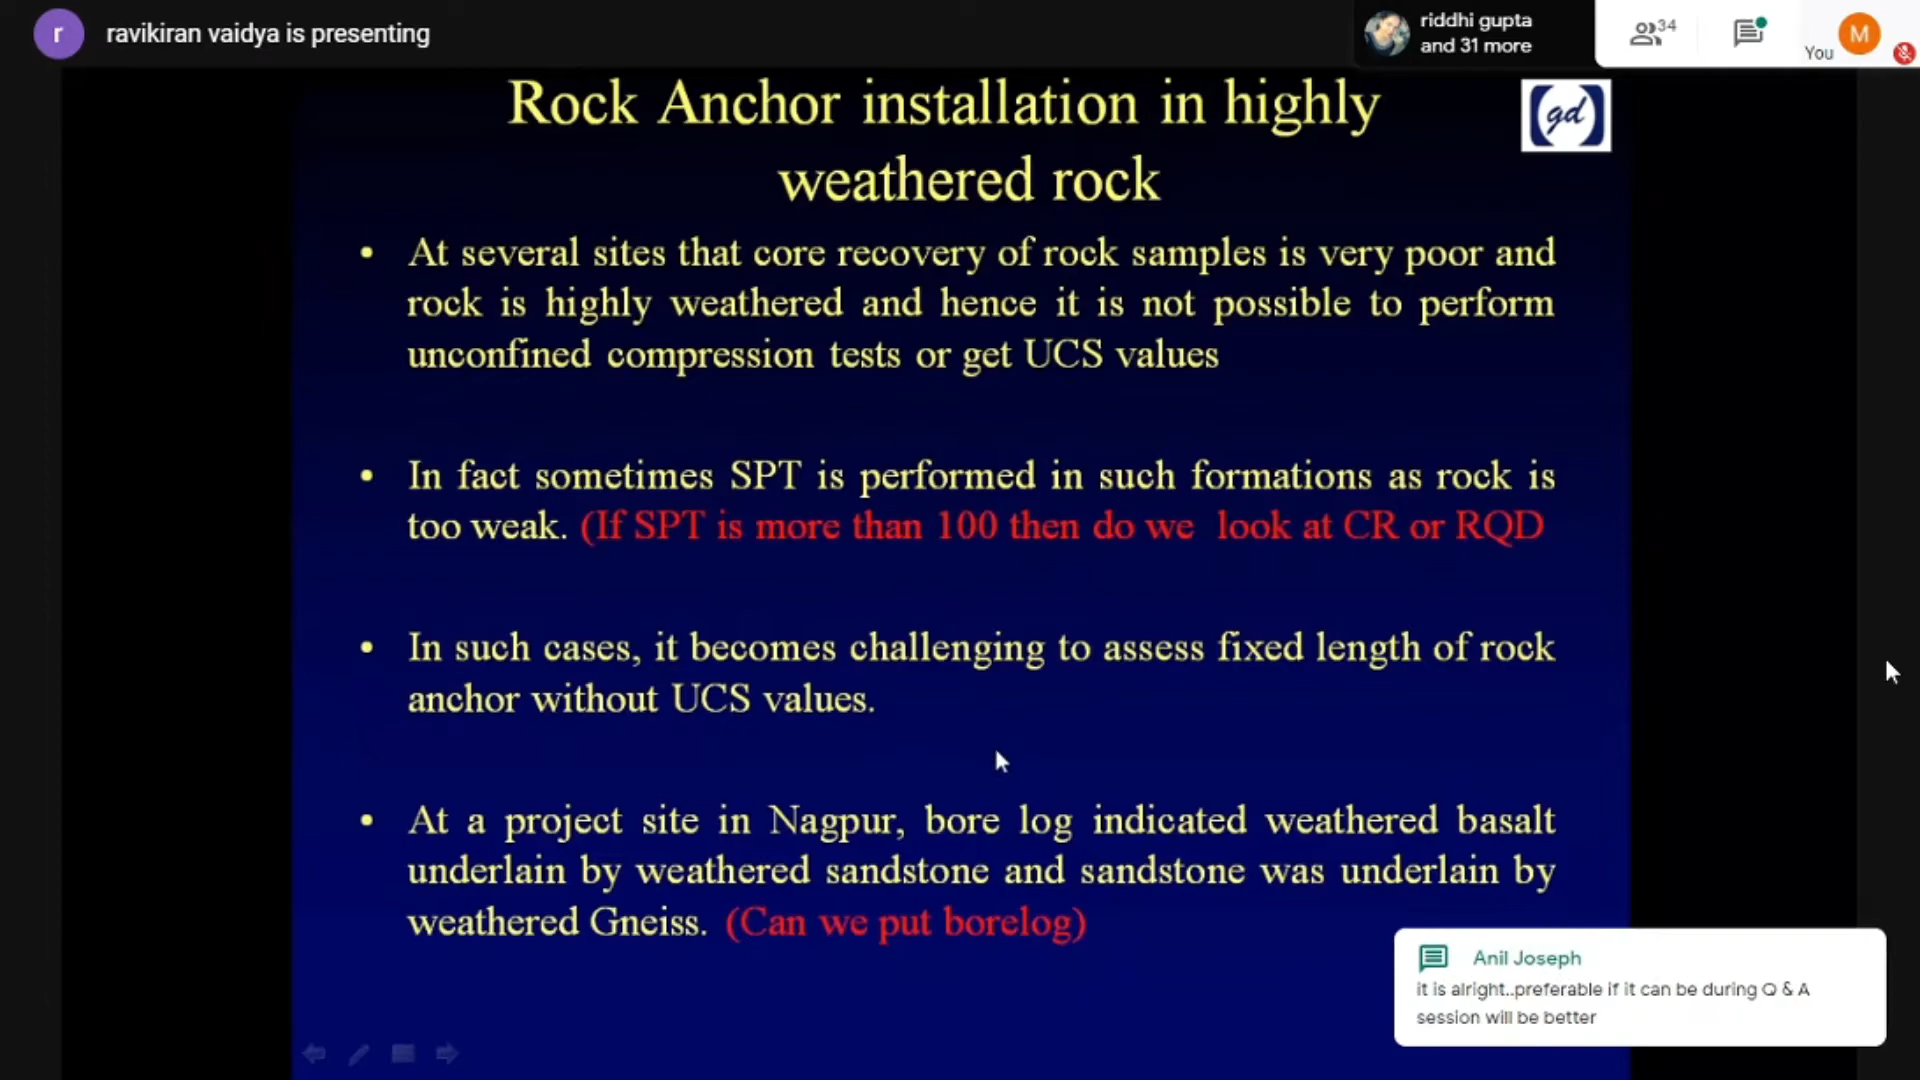 r
ravikiran vaidya is presenting
riddhi gupta
and 31 more
34
You
M
Rock Anchor installation in highly
weathered rock
gd
• At several sites that core recovery of rock samples is very poor and
rock is highly weathered and hence it is not possible to perform
unconfined compression tests or get UCS values
• In fact sometimes SPT is performed in such formations as rock is
too weak. (If SPT is more than 100 then do we look at CR or RQD
• In such cases, it becomes challenging to assess fixed length of rock
anchor without UCS values.
• At a project site in Nagpur, bore log indicated weathered basalt
underlain by weathered sandstone and sandstone was underlain by
weathered Gneiss. (Can we put borelog)
Anil Joseph
it is alright..preferable if it can be during Q & A
session will be better